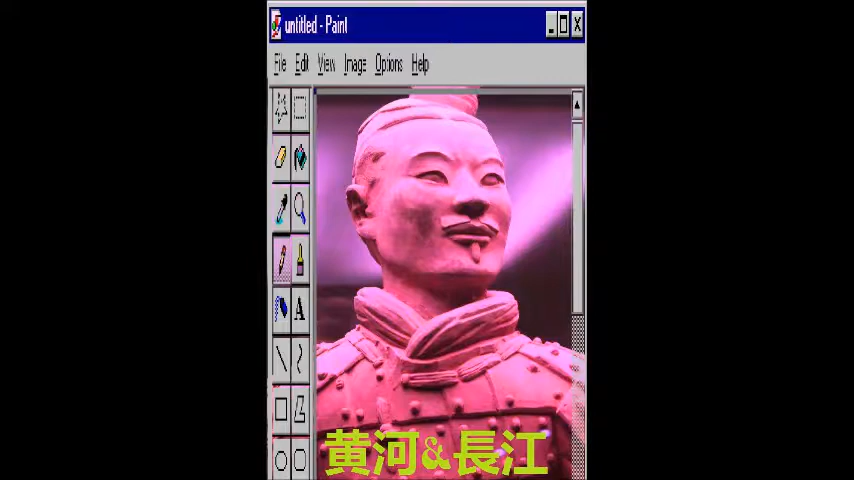 untitled - Paint
File Edit View Image Options Help
A
黄河&長江